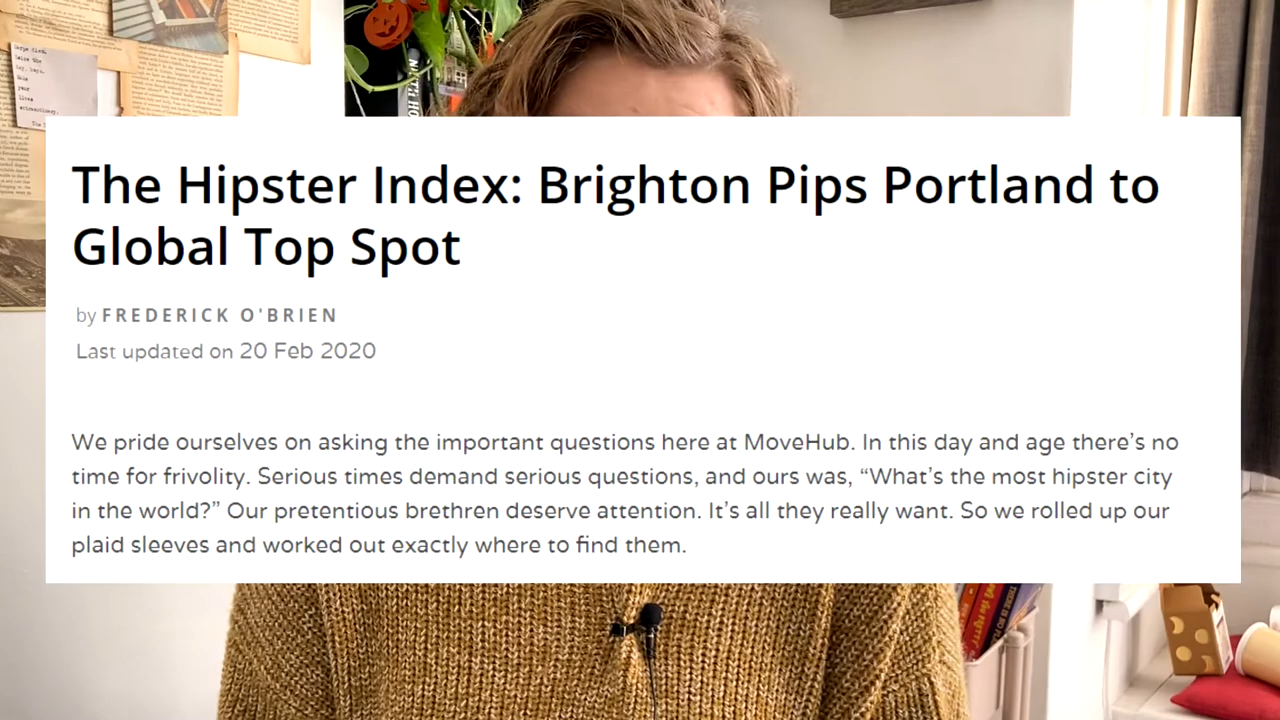 The Hipster Index: Brighton Pips Portland to
Global Top Spot
by FREDERICK O'BRIEN
Last updated on 20 Feb 2020
We pride ourselves on asking the important questions here at MoveHub. In this day and age there’s no
time for frivolity. Serious times demand serious questions, and ours was, “What’s the most hipster city
in the world?” Our pretentious brethren deserve attention. It’s all they really want. So we rolled up our
plaid sleeves and worked out exactly where to find them.